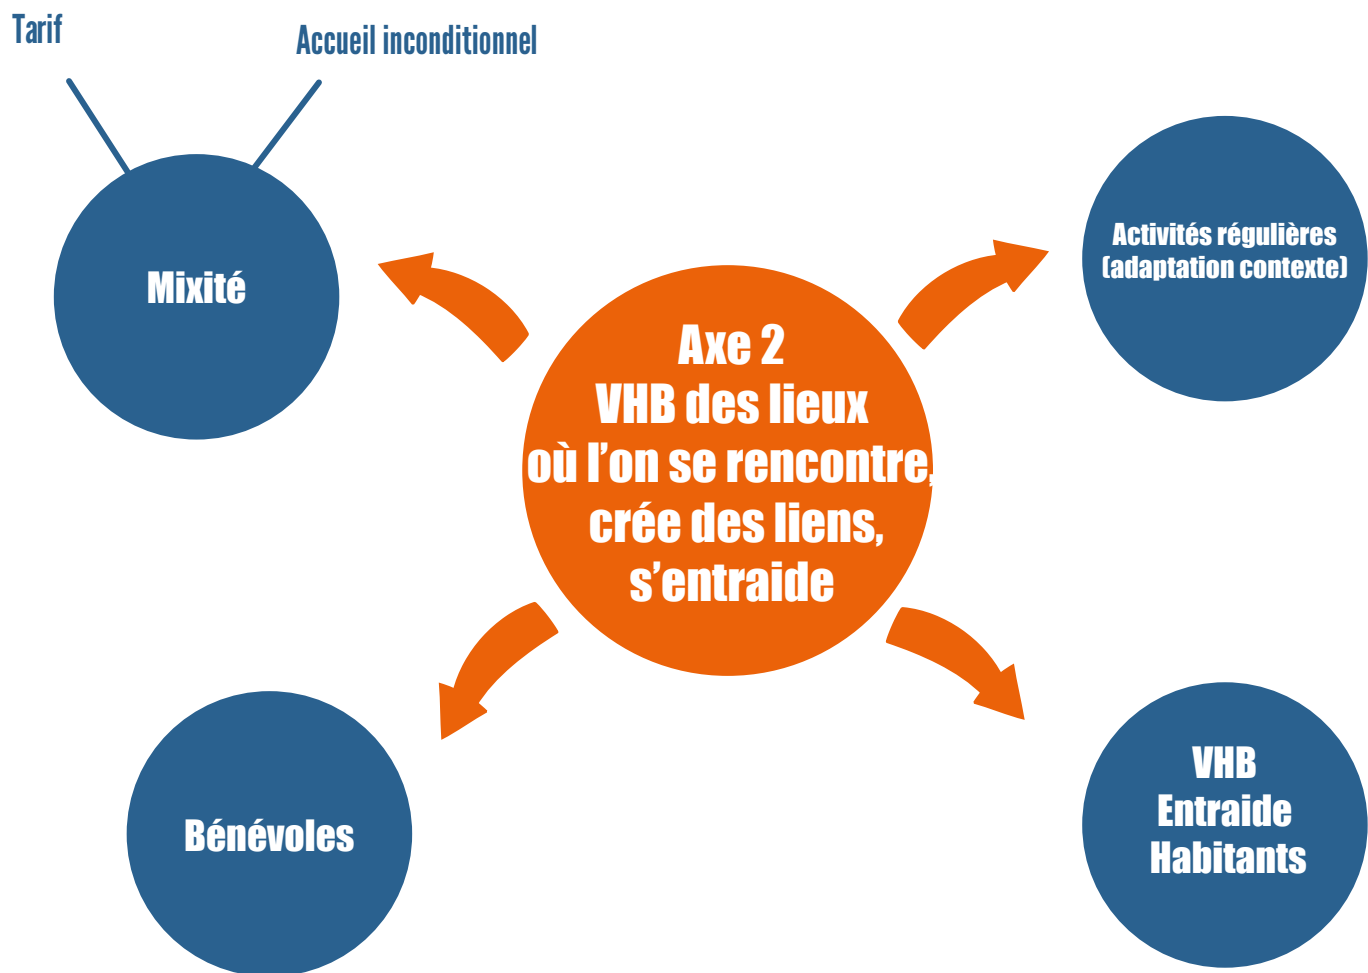 Tarif
Accueil inconditionnel
Mixité
Activités régulières
(adaptation contexte)
Axe 2
VHB des lieux
où l'on se rencontre,
crée des liens,
s'entraide
Bénévoles
VHB
Entraide
Habitants